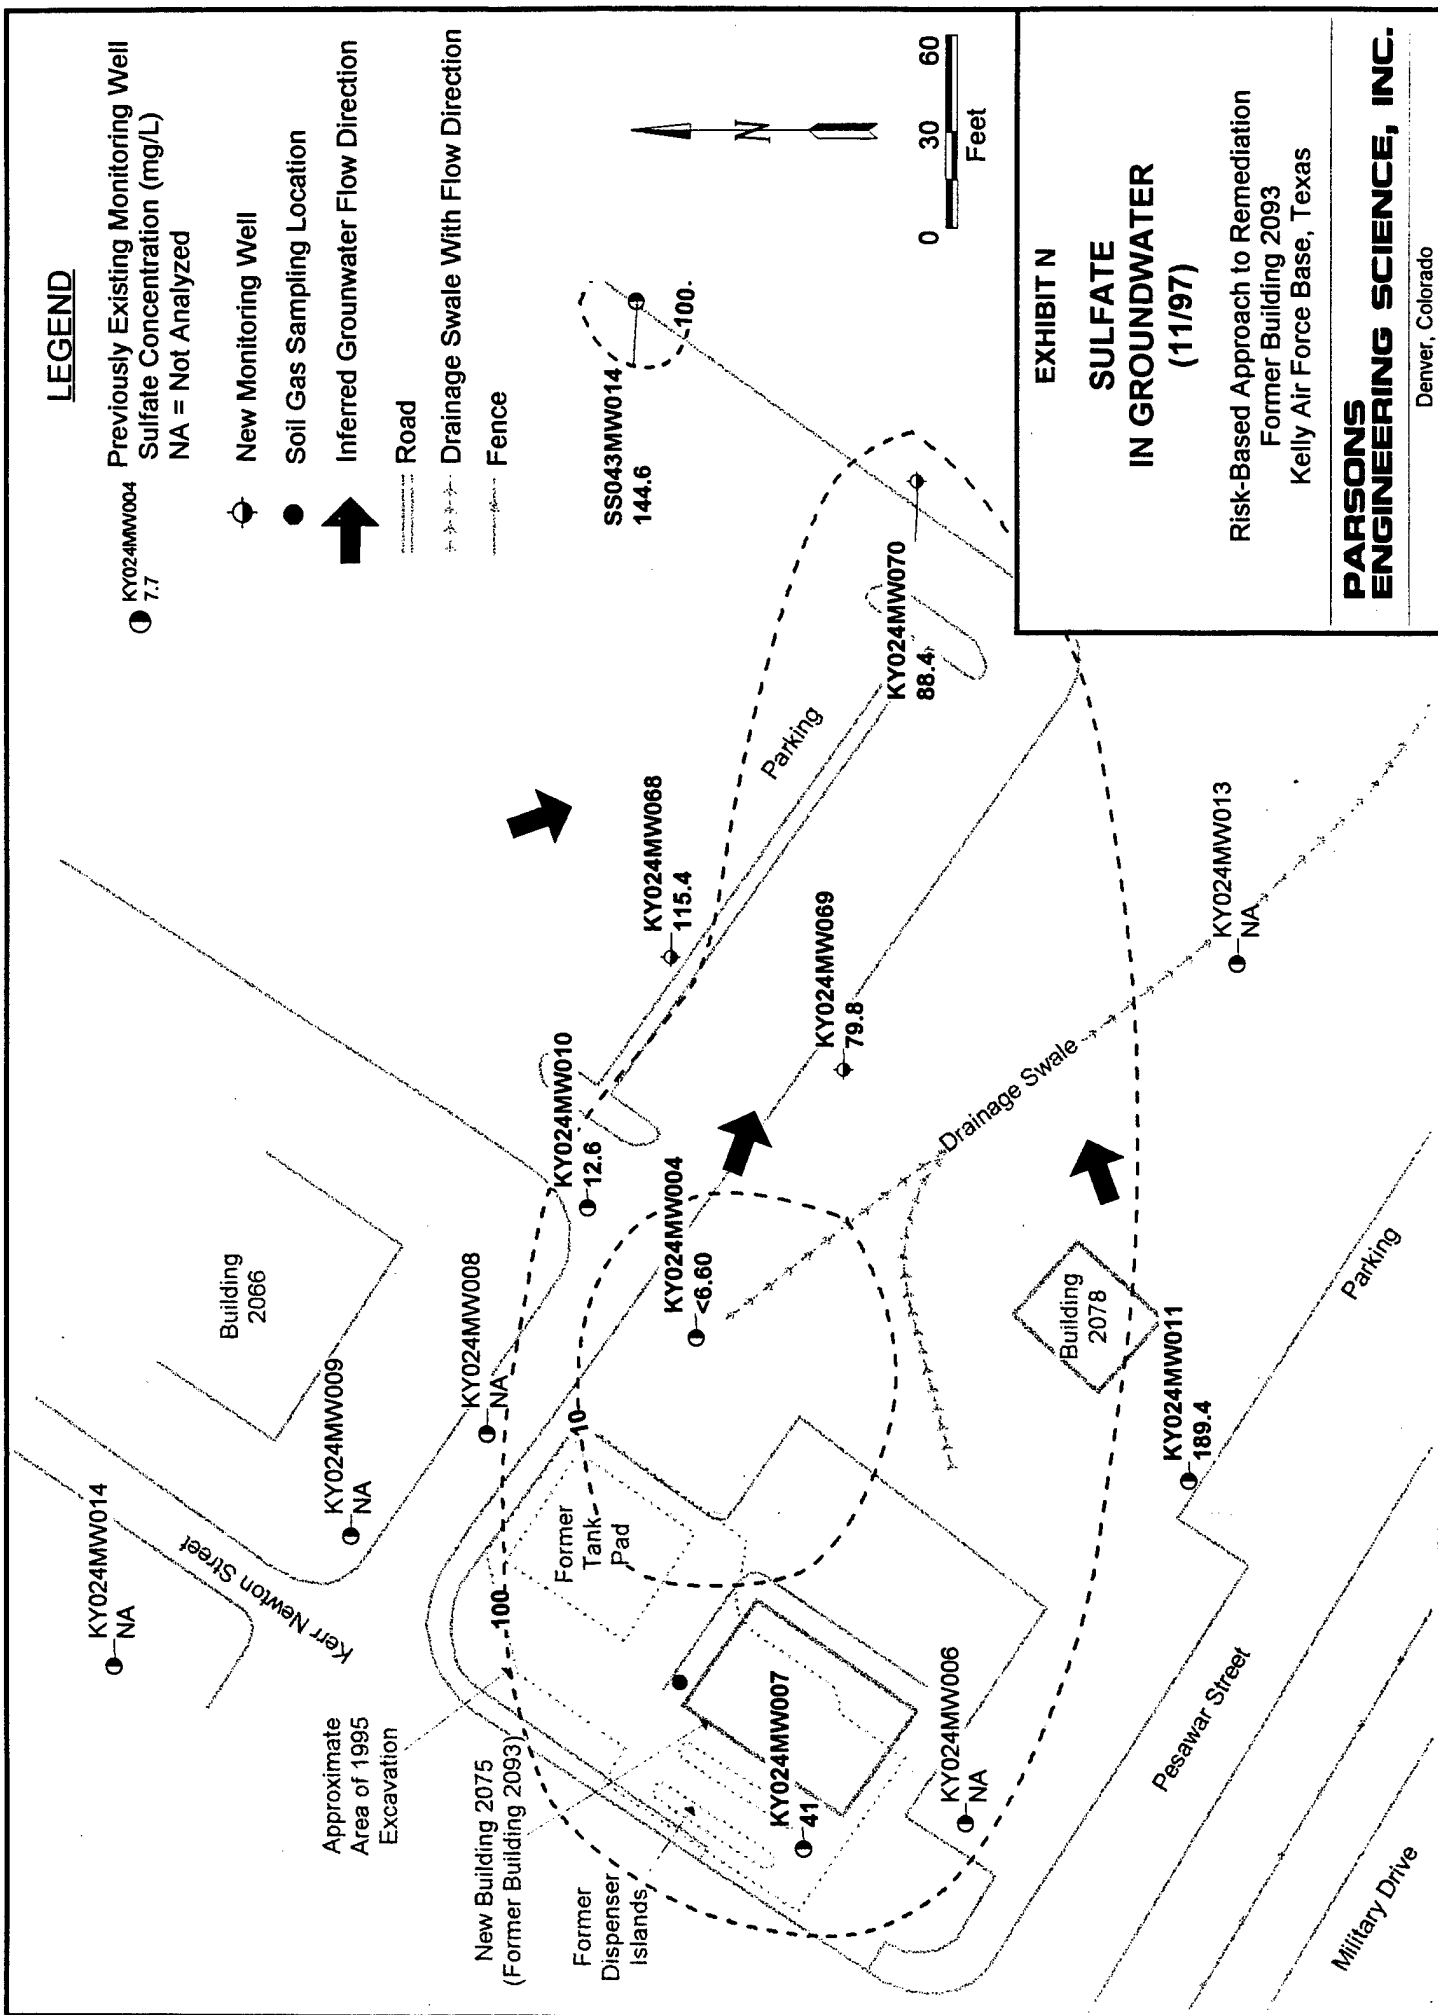 LEGEND
KY024MW004
7.7
Previously Existing Monitoring Well
Sulfate Concentration (mg/L)
NA = Not Analyzed
New Monitoring Well
Soil Gas Sampling Location
Inferred Grounwater Flow Direction
Road
Drainage Swale With Flow Direction
Fence
N
0 30 60
Feet
KY024MW014
NA
Kerr Newton Street
KY024MW009
NA
Building
2066
KY024MW008
NA
KY024MW010
12.6
KY024MW068
115.4
SS043MW014
144.6
100.
Approximate
Area of 1995
Excavation
100
10
Former
Tank
Pad
KY024MW004
<6.60
Parking
New Building 2075
(Former Building 2093)
Former
Dispenser
Islands
KY024MW007
41
KY024MW069
79.8
KY024MW070
88.4
KY024MW006
NA
Drainage Swale
Building
2078
KY024MW011
189.4
KY024MW013
NA
Pesawar Street
Parking
Military Drive
EXHIBIT N
SULFATE
IN GROUNDWATER
(11/97)
Risk-Based Approach to Remediation
Former Building 2093
Kelly Air Force Base, Texas
PARSONS
ENGINEERING SCIENCE, INC.
Denver, Colorado